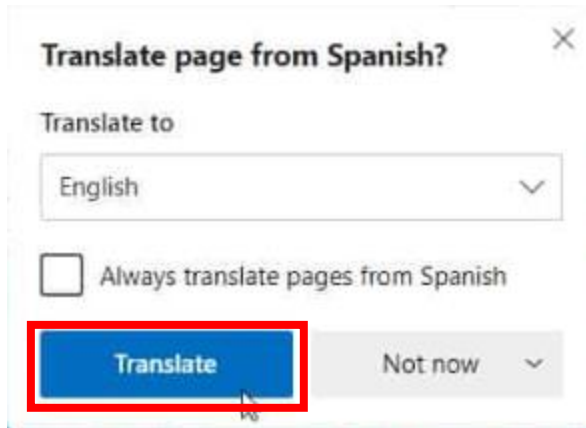 Translate page from Spanish?
Translate to
English
Always translate pages from Spanish
Translate Not now